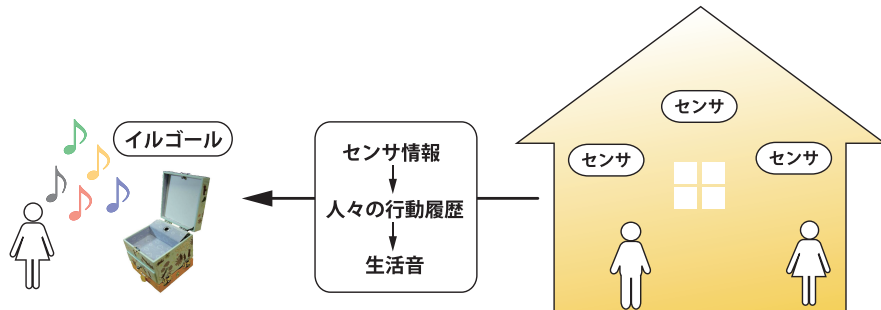 イルゴール
センサ情報
人々の行動履歴
生活音
センサ
センサ
センサ